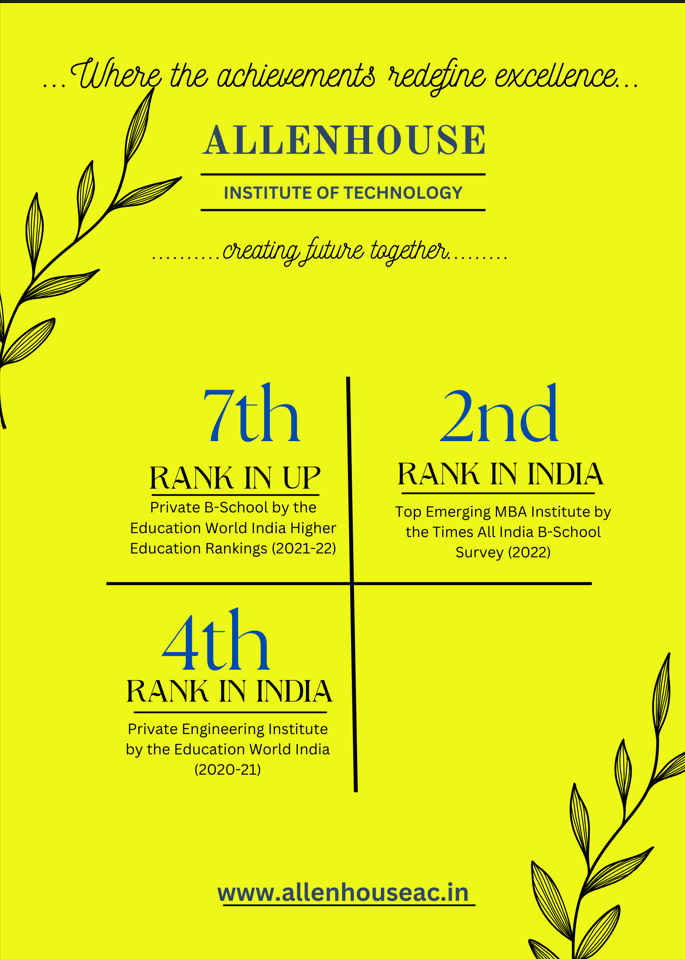 ...Where the achievements redefine excellence...
ALLENHOUSE
INSTITUTE OF TECHNOLOGY
..........creating future together.........
7th
RANK IN UP
Private B-School by the
Education World India Higher
Education Rankings (2021-22)
2nd
RANK IN INDIA
Top Emerging MBA Institute by
the Times All India B-School
Survey (2022)
4th
RANK IN INDIA
Private Engineering Institute
by the Education World India
(2020-21)
www.allenhouseac.in